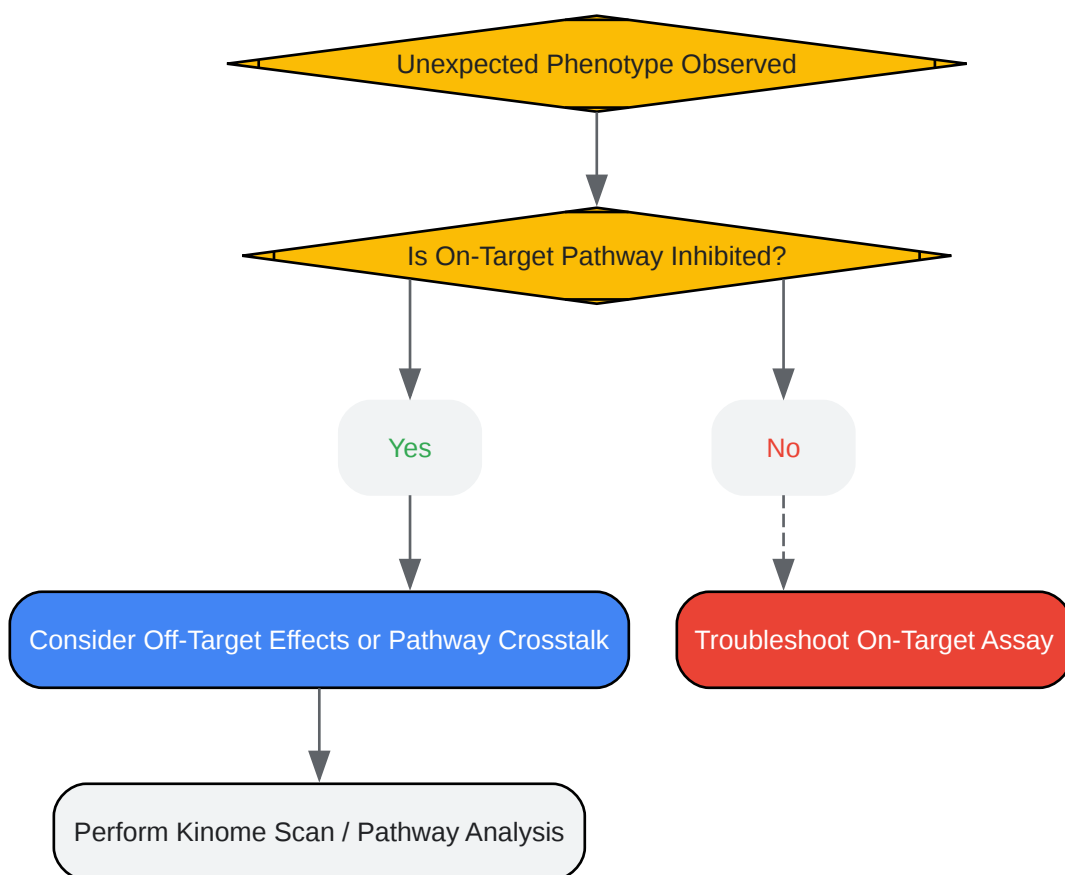 Unexpected Phenotype Observed
Is On-Target Pathway Inhibited?
Yes
No
Consider Off-Target Effects or Pathway Crosstalk
Troubleshoot On-Target Assay
Perform Kinome Scan / Pathway Analysis